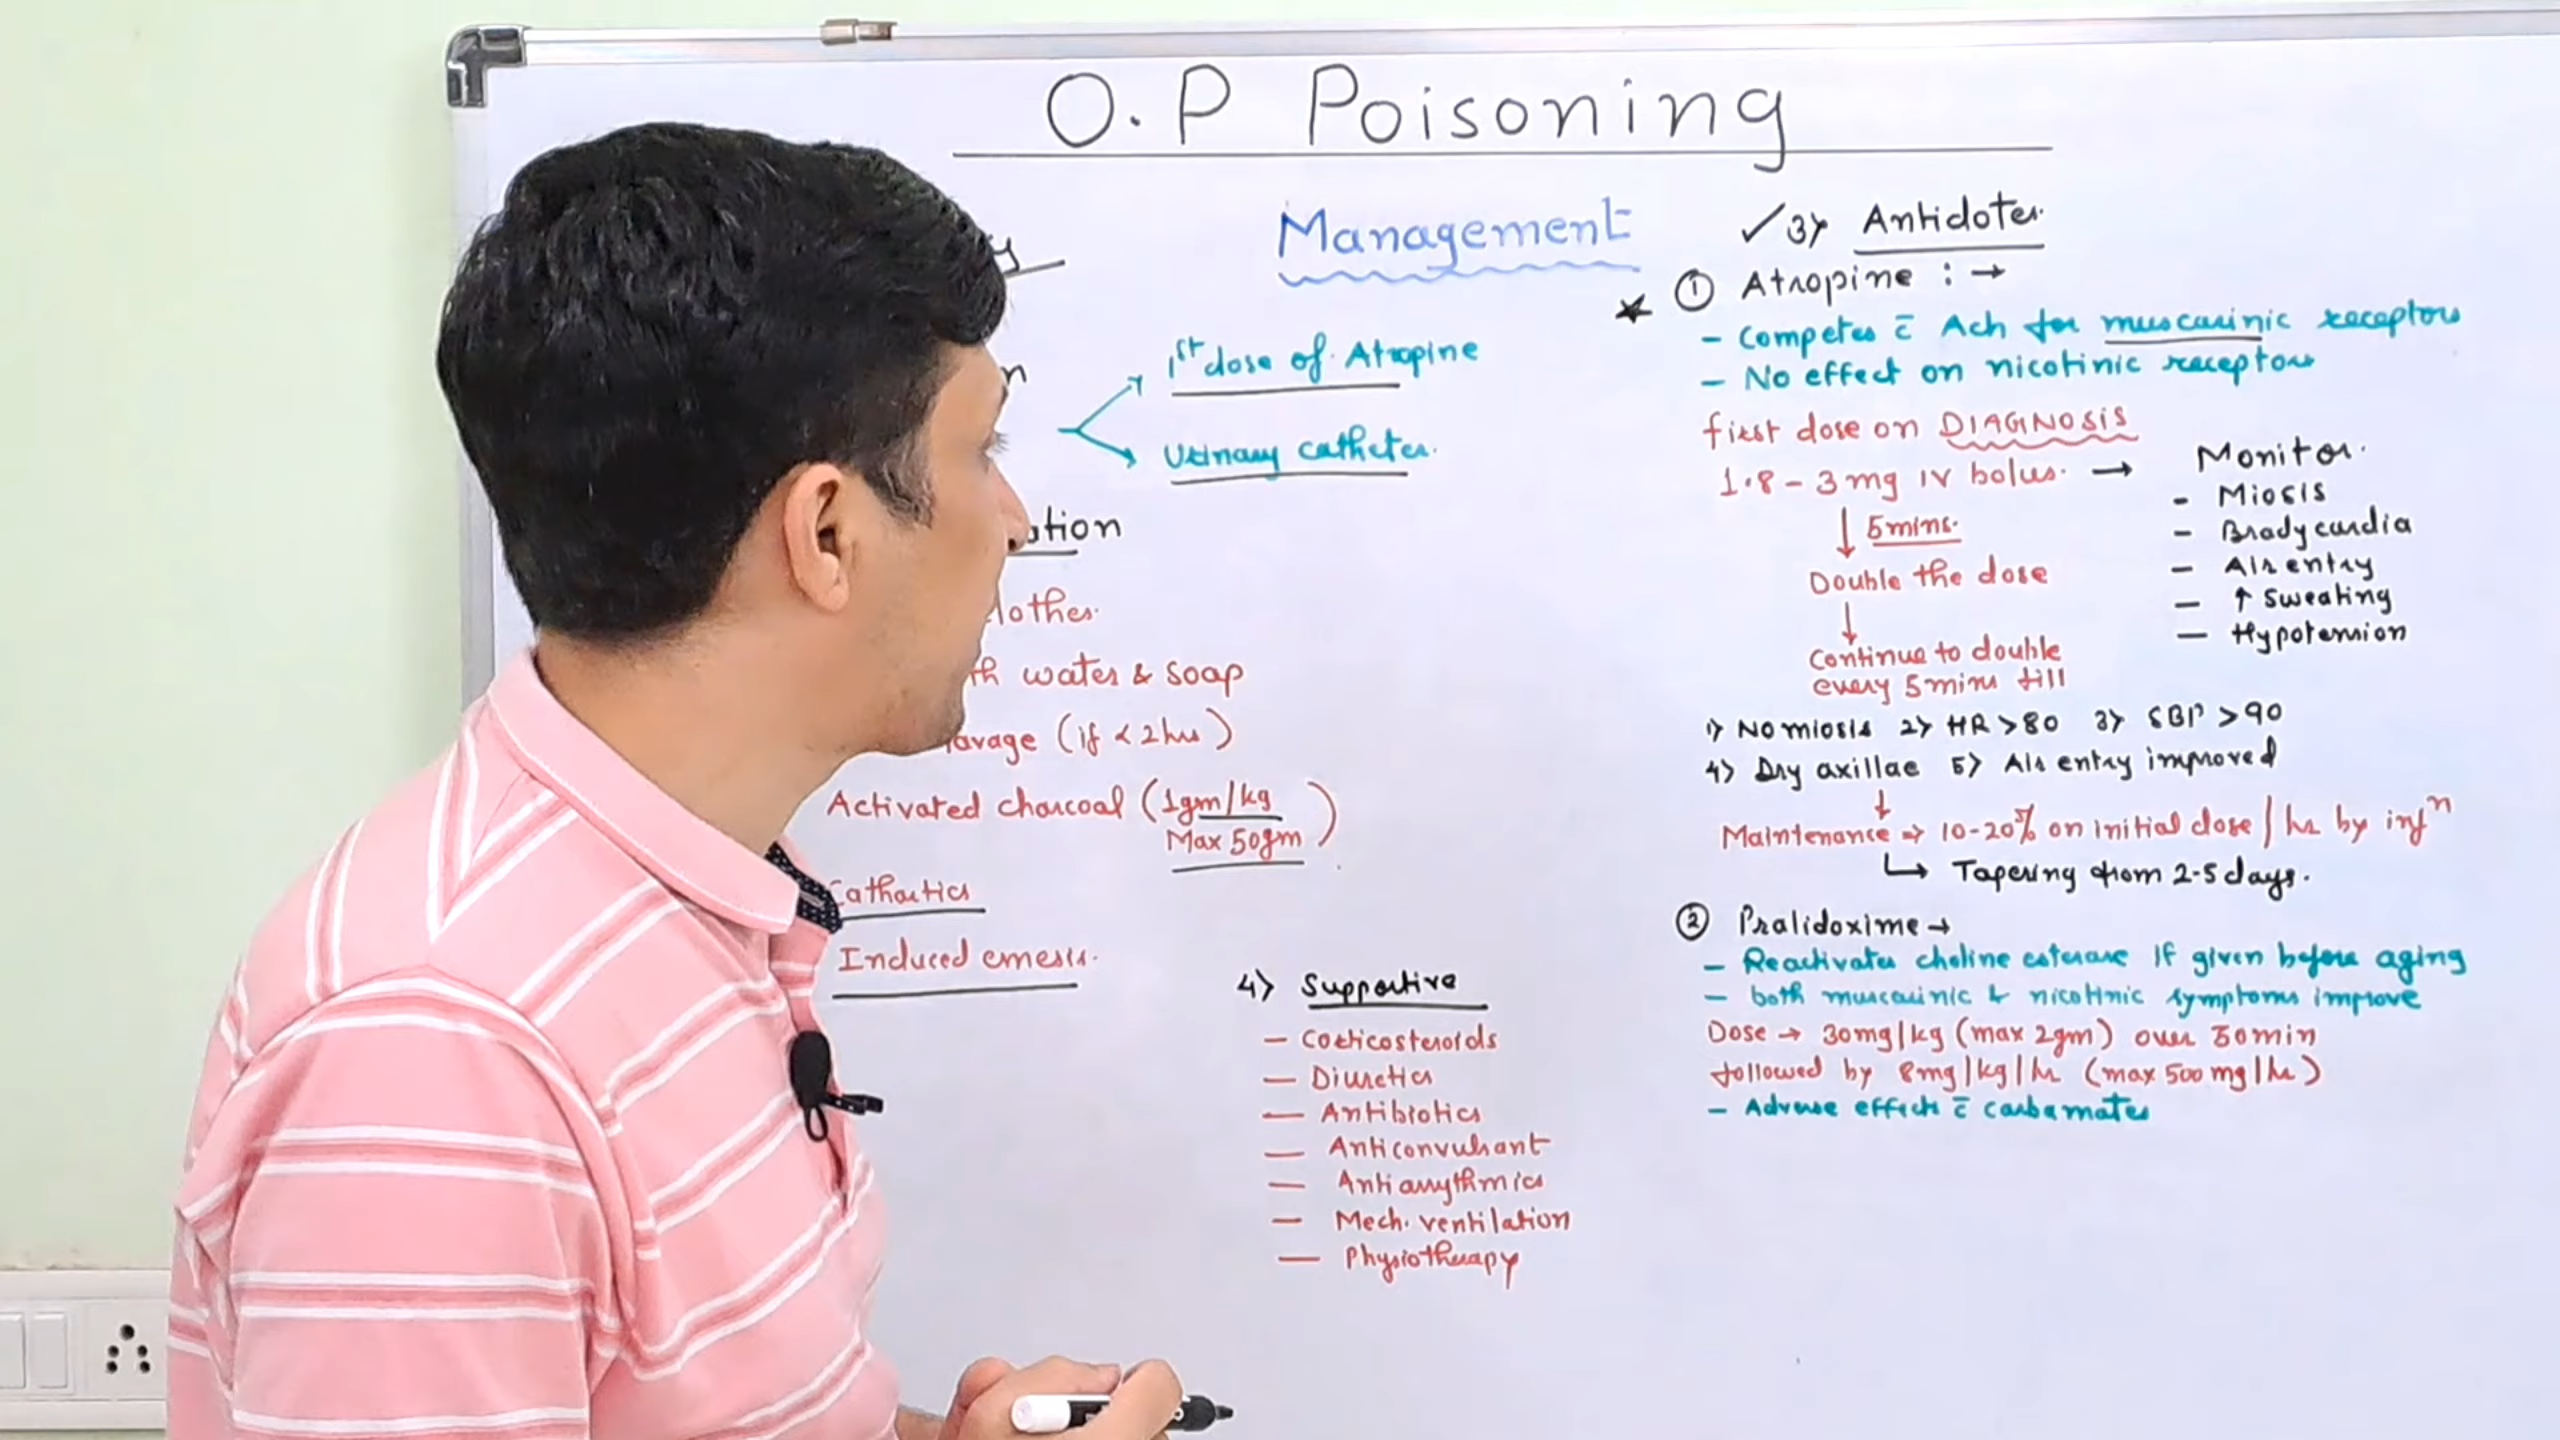 O.P Poisoning
Management
1st dose of Atropine
Urinary catheter.
water & soap
(if < 2hrs)
Activated charcoal (1gm/kg
Max 50gm)
Cathartics
Induced emesis.
4) Supportive
- Corticosteroids
- Diuretics
- Antibiotics
- Anticonvulsant
- Antiarrythmics
- Mech. ventilation
- Physiotherapy
✓3) Antidotes.
★ ① Atropine :→
- Competes c̄ Ach for muscarinic receptors
- No effect on nicotinic receptors
first dose on DIAGNOSIS
1.8 - 3mg IV bolus. →
↓ 5mins.
Double the dose
↓
Continue to double
every 5mins till
Monitor.
- Miosis
- Bradycardia
- Air entry
- ↑ Sweating
- Hypotension
1) No miosis 2) HR >80 3) SBP >90
4) Dry axillae 5) Air entry improved
↓
Maintenance → 10-20% on initial dose / hr by infn
↳ Tapering from 2-5 days.
② Pralidoxime →
- Reactivates choline esterase if given before aging
- both muscarinic & nicotinic symptoms improve
Dose → 30mg/kg (max 2gm) over 30min
followed by 8mg/kg/hr (max 500 mg/hr)
- Adverse effects c̄ carbamates